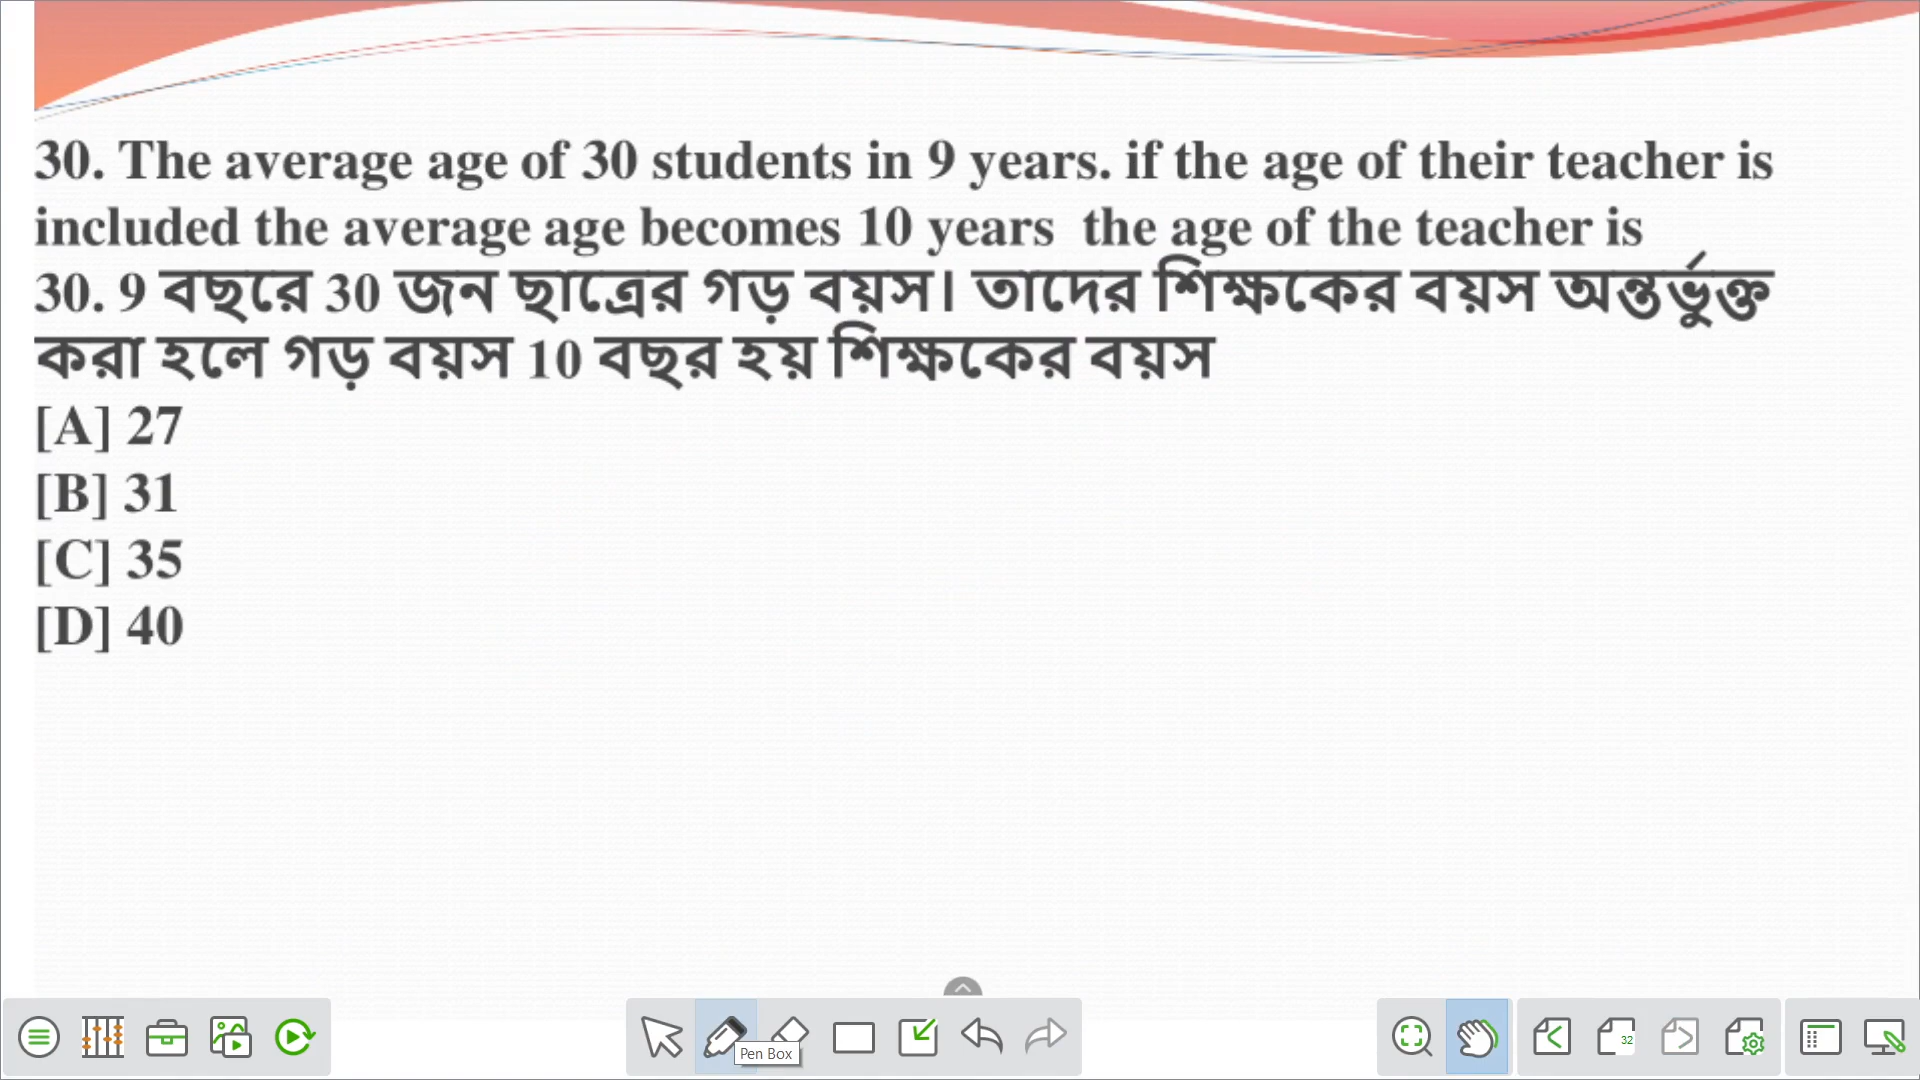 30. The average age of 30 students in 9 years. if the age of their teacher is
included the average age becomes 10 years  the age of the teacher is
30. 9 বছরে 30 জন ছাত্রের গড় বয়স। তাদের শিক্ষকের বয়স অন্তর্ভুক্ত
করা হলে গড় বয়স 10 বছর হয় শিক্ষকের বয়স
[A] 27
[B] 31
[C] 35
[D] 40
Pen Box
32